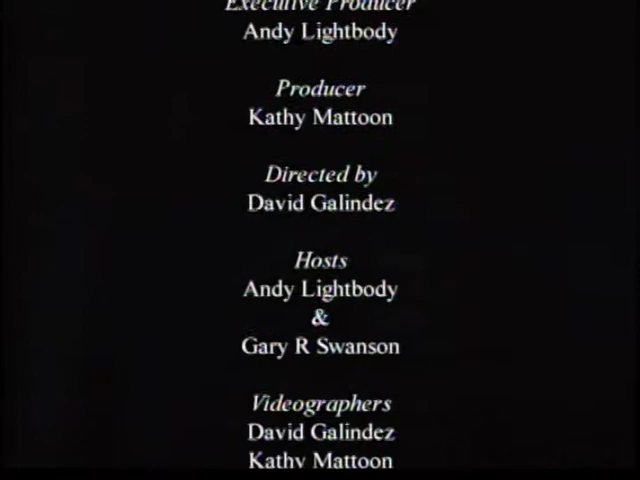 Executive Producer
Andy Lightbody
Producer
Kathy Mattoon
Directed by
David Galindez
Hosts
Andy Lightbody
&
Gary R Swanson
Videographers
David Galindez
Kathy Mattoon